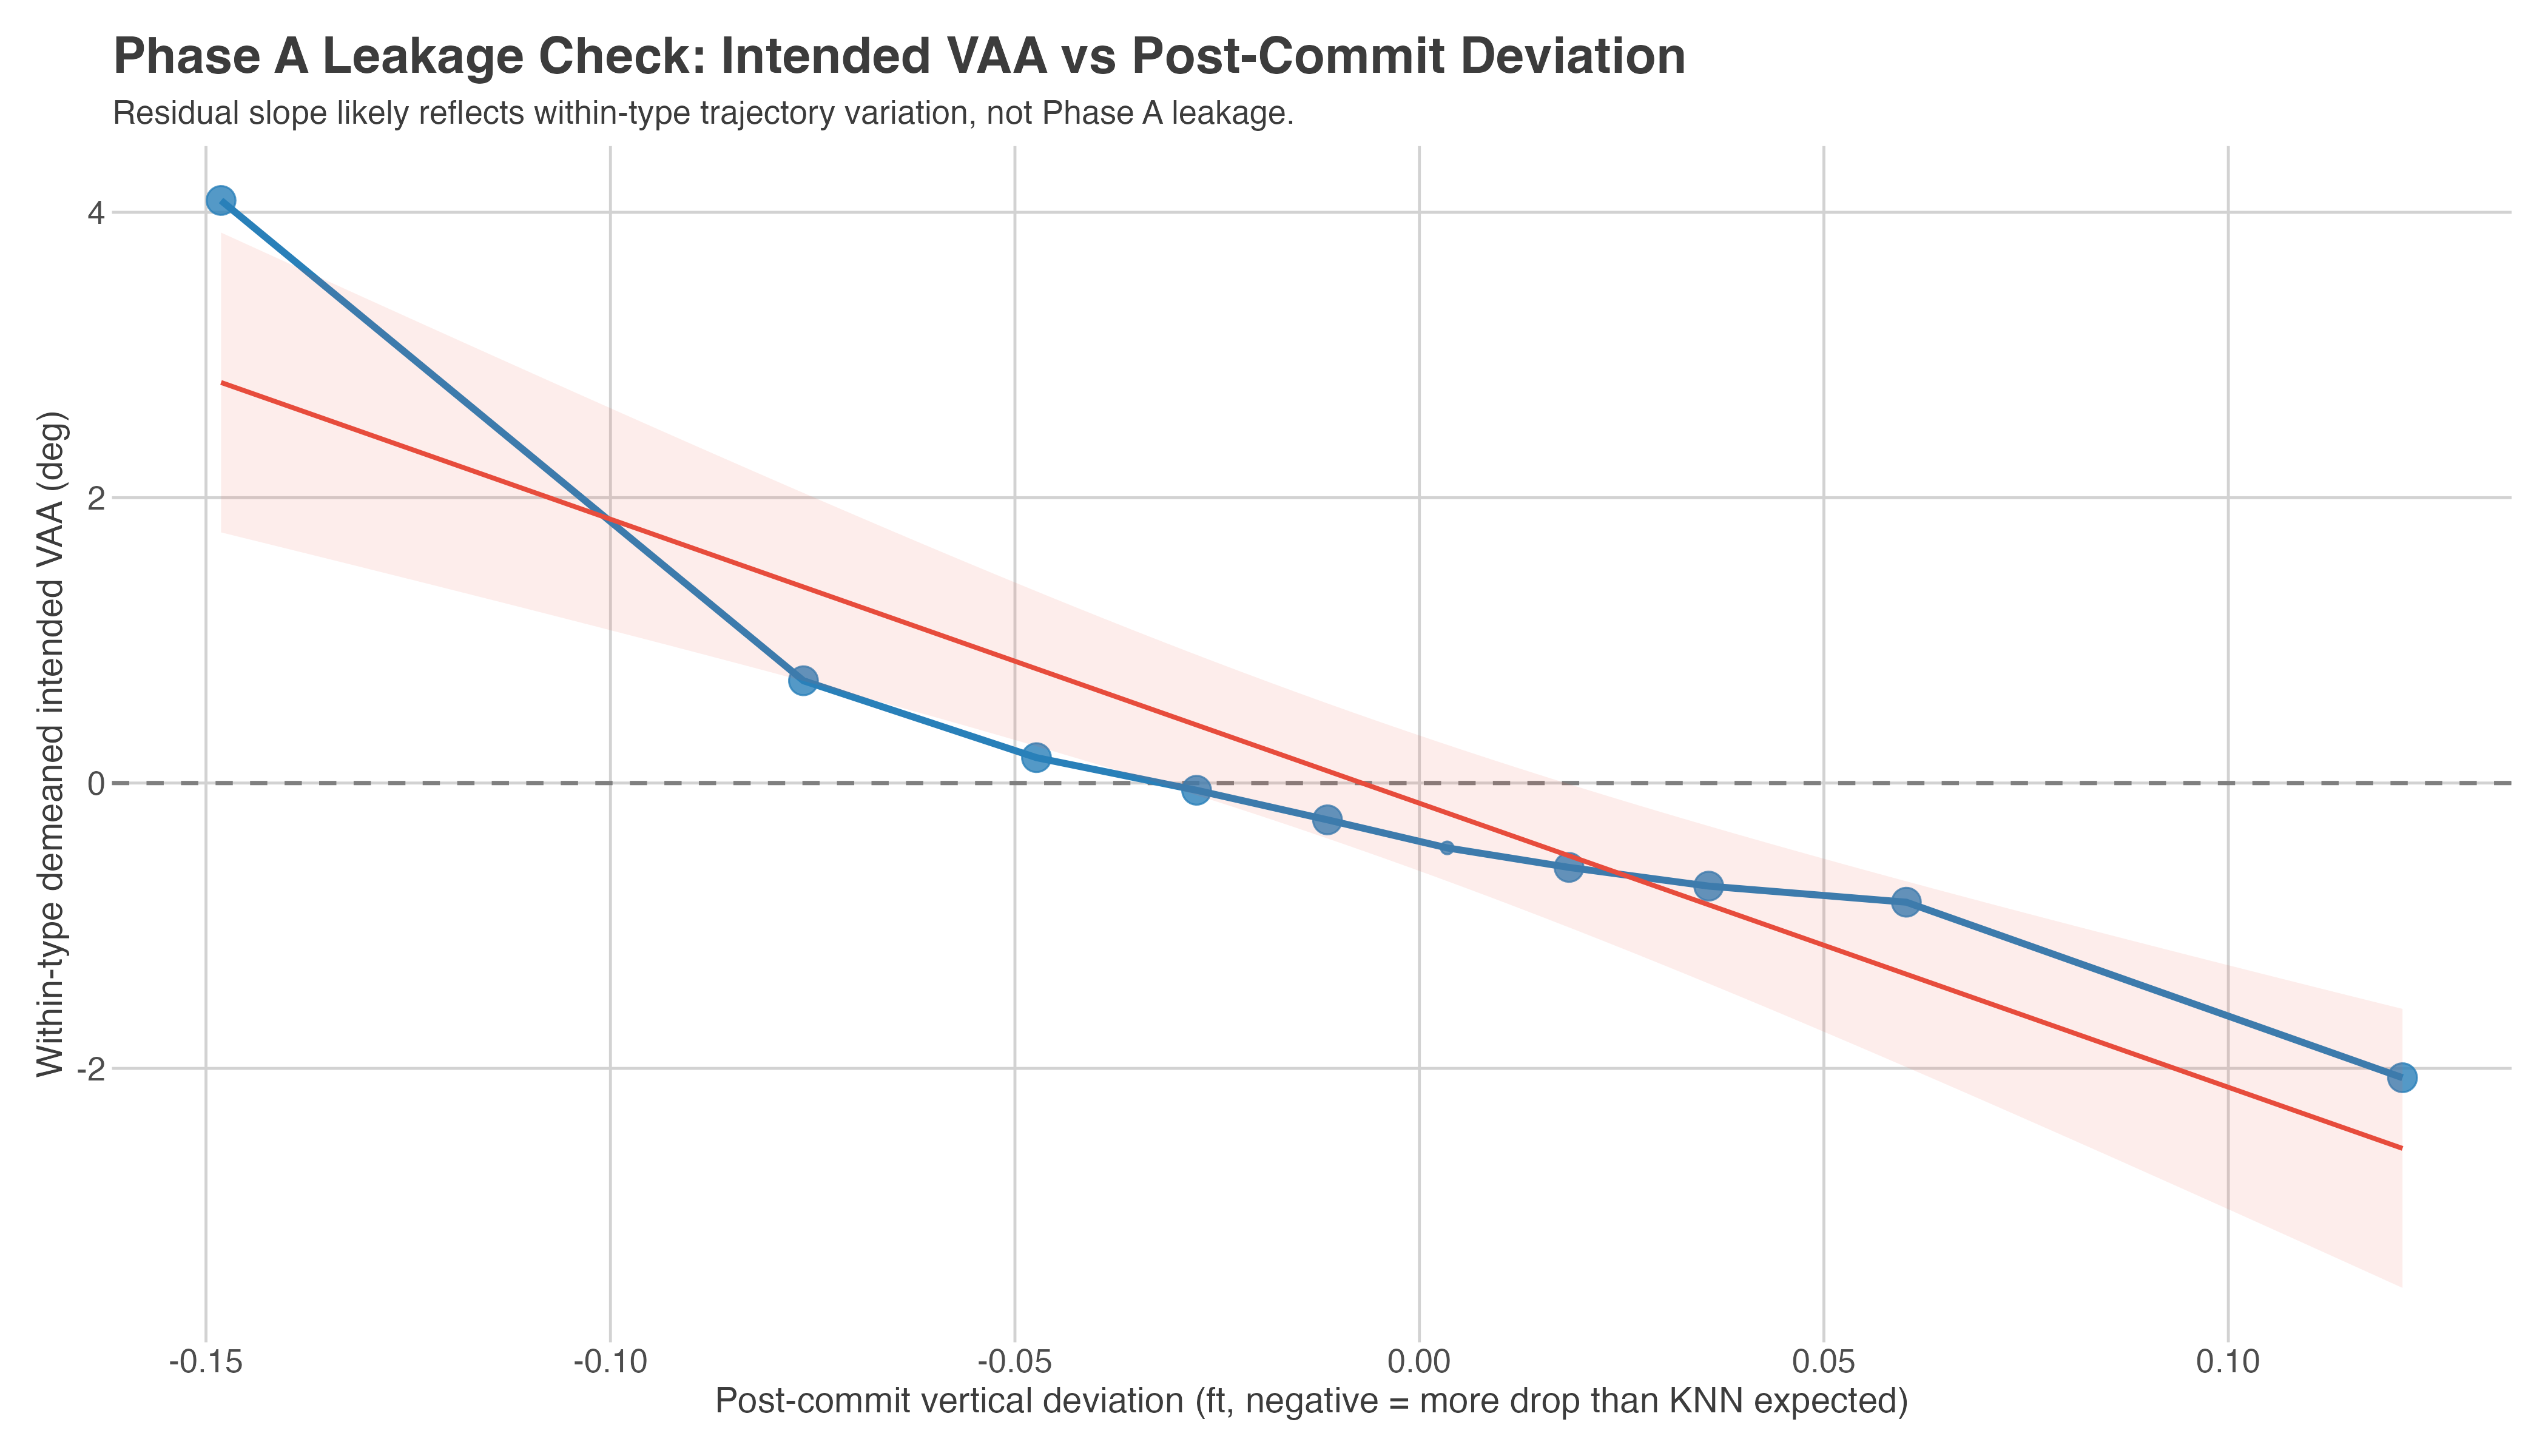 Phase A Leakage Check: Intended VAA vs Post-Commit Deviation
Residual slope likely reflects within-type trajectory variation, not Phase A leakage.
Within-type demeaned intended VAA (deg)
4
2
0
-2
-0.15
-0.10
-0.05
0.00
0.05
0.10
Post-commit vertical deviation (ft, negative = more drop than KNN expected)